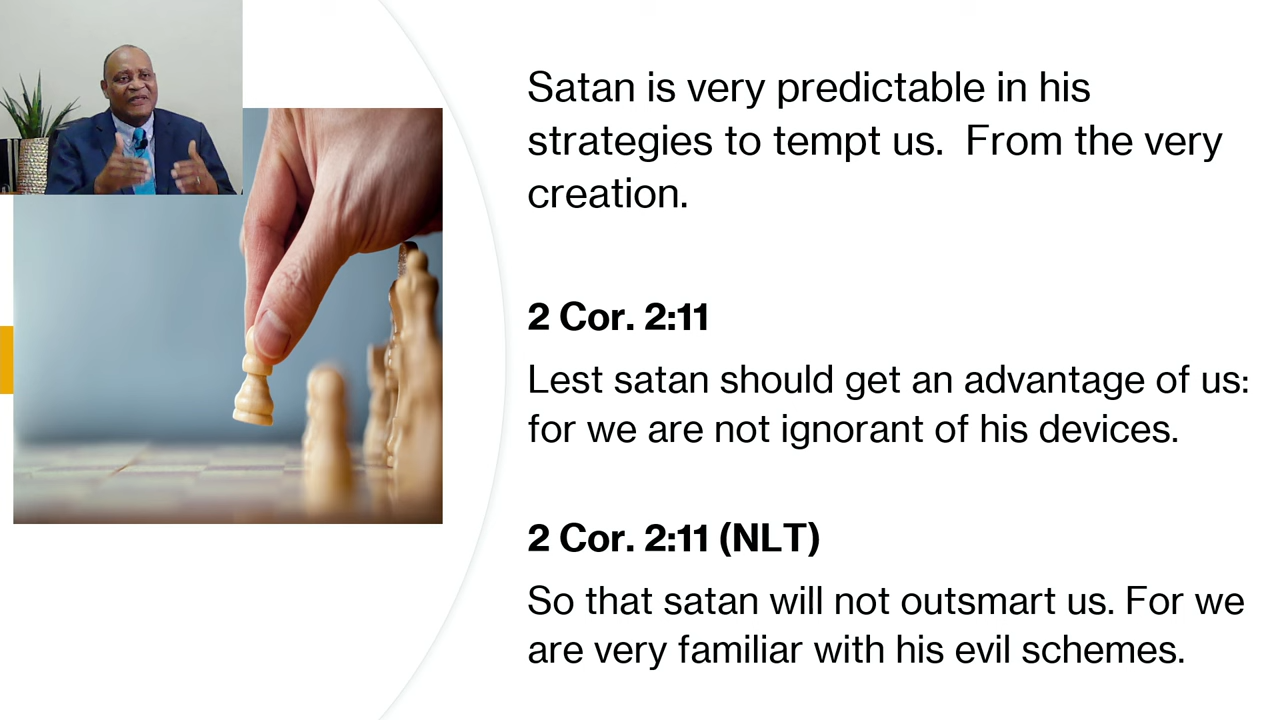 Satan is very predictable in his
strategies to tempt us.  From the very
creation.
2 Cor. 2:11
Lest satan should get an advantage of us:
for we are not ignorant of his devices.
2 Cor. 2:11 (NLT)
So that satan will not outsmart us. For we
are very familiar with his evil schemes.